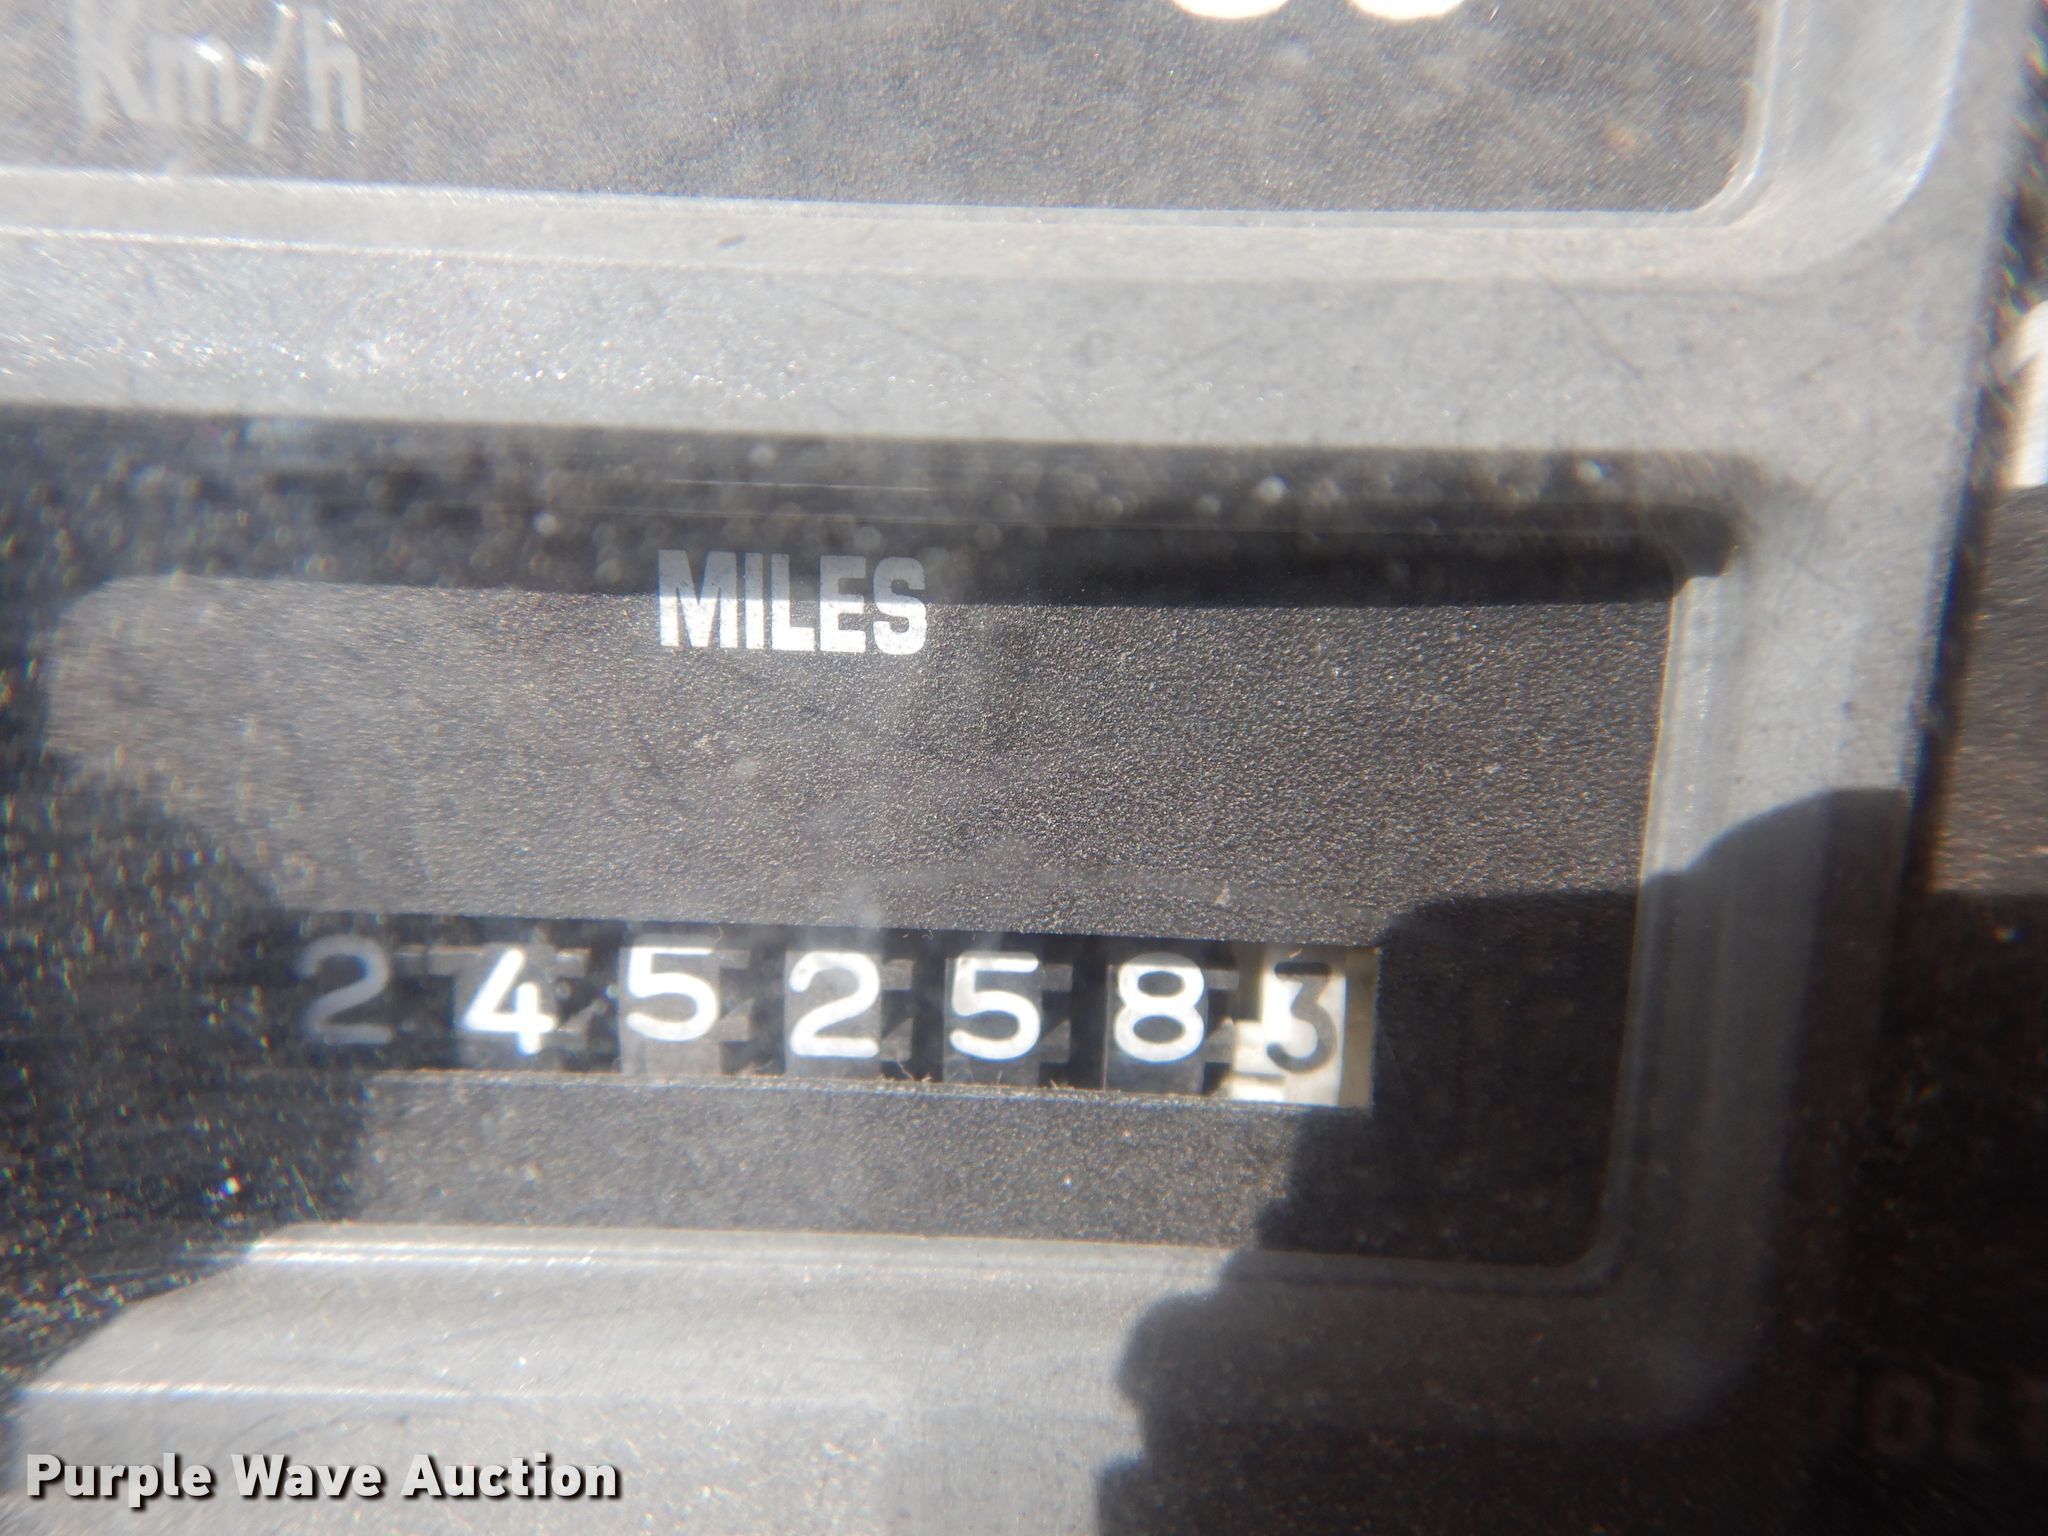 Km/h
MILES
2452583
Purple Wave Auction